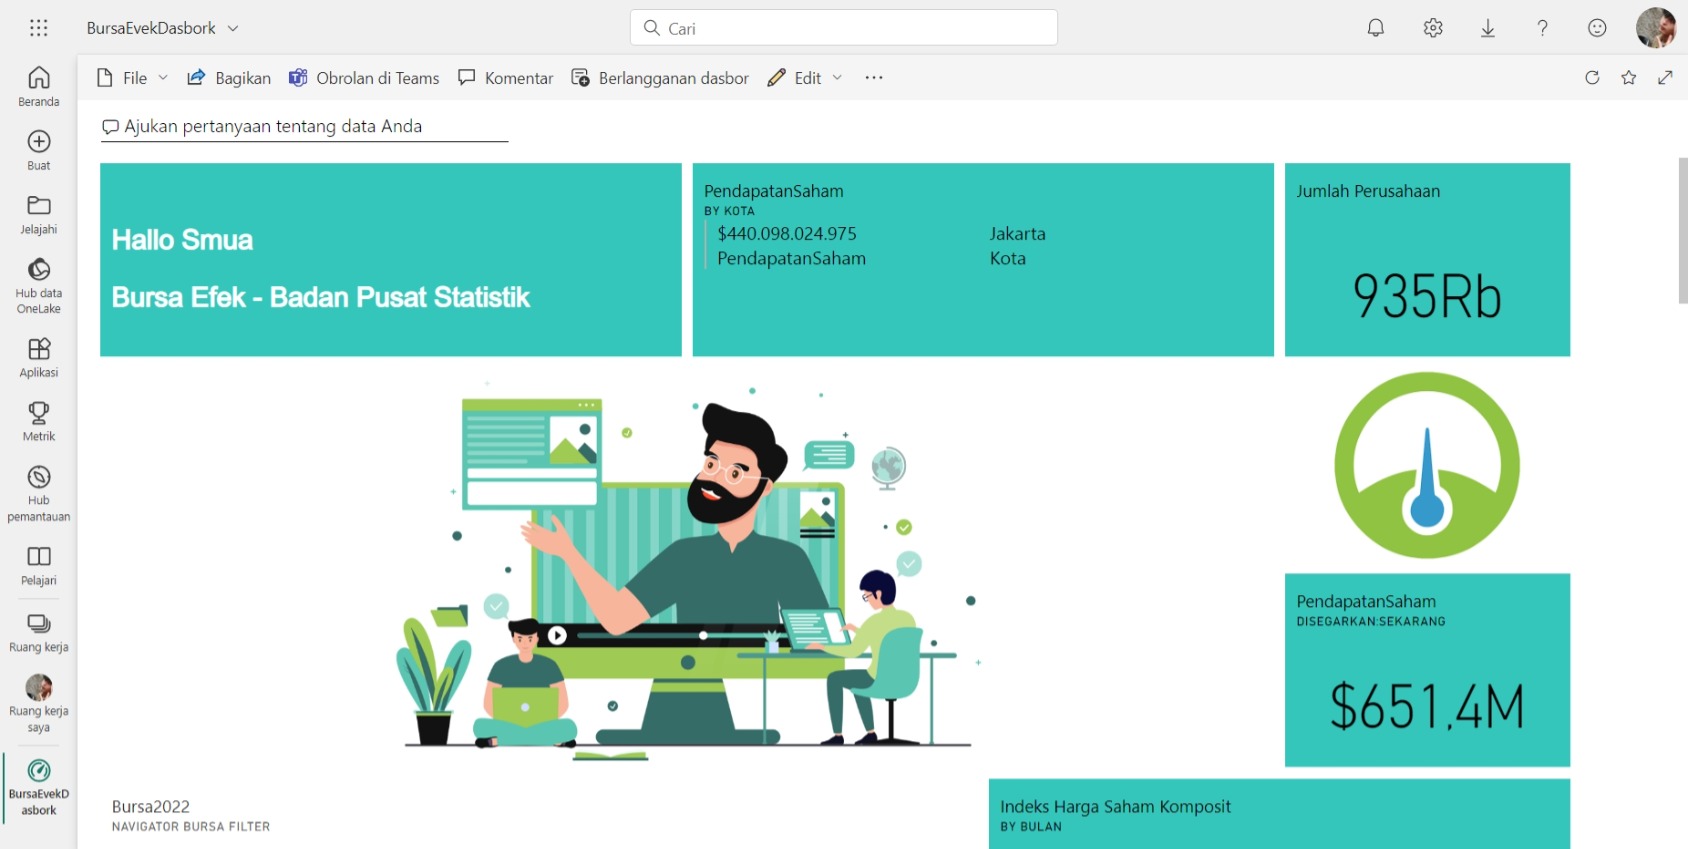 BursaEvekDasbork
Cari
File
Bagikan
Obrolan di Teams
Komentar
Berlangganan dasbor
Edit
Beranda
Buat
Jelajahi
Hub data
OneLake
Aplikasi
Metrik
Hub
pemantauan
Pelajari
Ruang kerja
Ruang kerja
saya
BursaEvekD
asbork
Ajukan pertanyaan tentang data Anda
Hallo Smua
Bursa Efek - Badan Pusat Statistik
PendapatanSaham
BY KOTA
$440.098.024.975 Jakarta
PendapatanSaham Kota
Jumlah Perusahaan
935Rb
PendapatanSaham
DISEGARKAN:SEKARANG
$651,4M
Bursa2022
NAVIGATOR BURSA FILTER
Indeks Harga Saham Komposit
BY BULAN